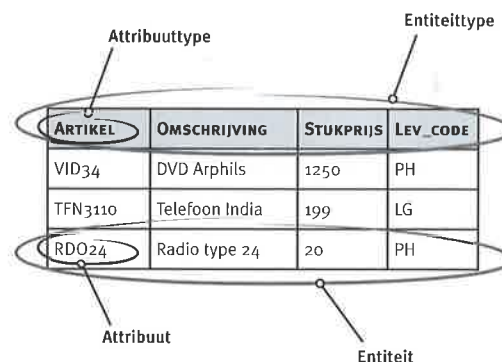 Entiteittype
Attribuuttype
ARTIKEL OMSCHRIJVING STUKPRIJS LEV_CODE
VID34 DVD Arphils 1250 PH
TFN3110 Telefoon India 199 LG
RDO24 Radio type 24 20 PH
Attribuut
Entiteit